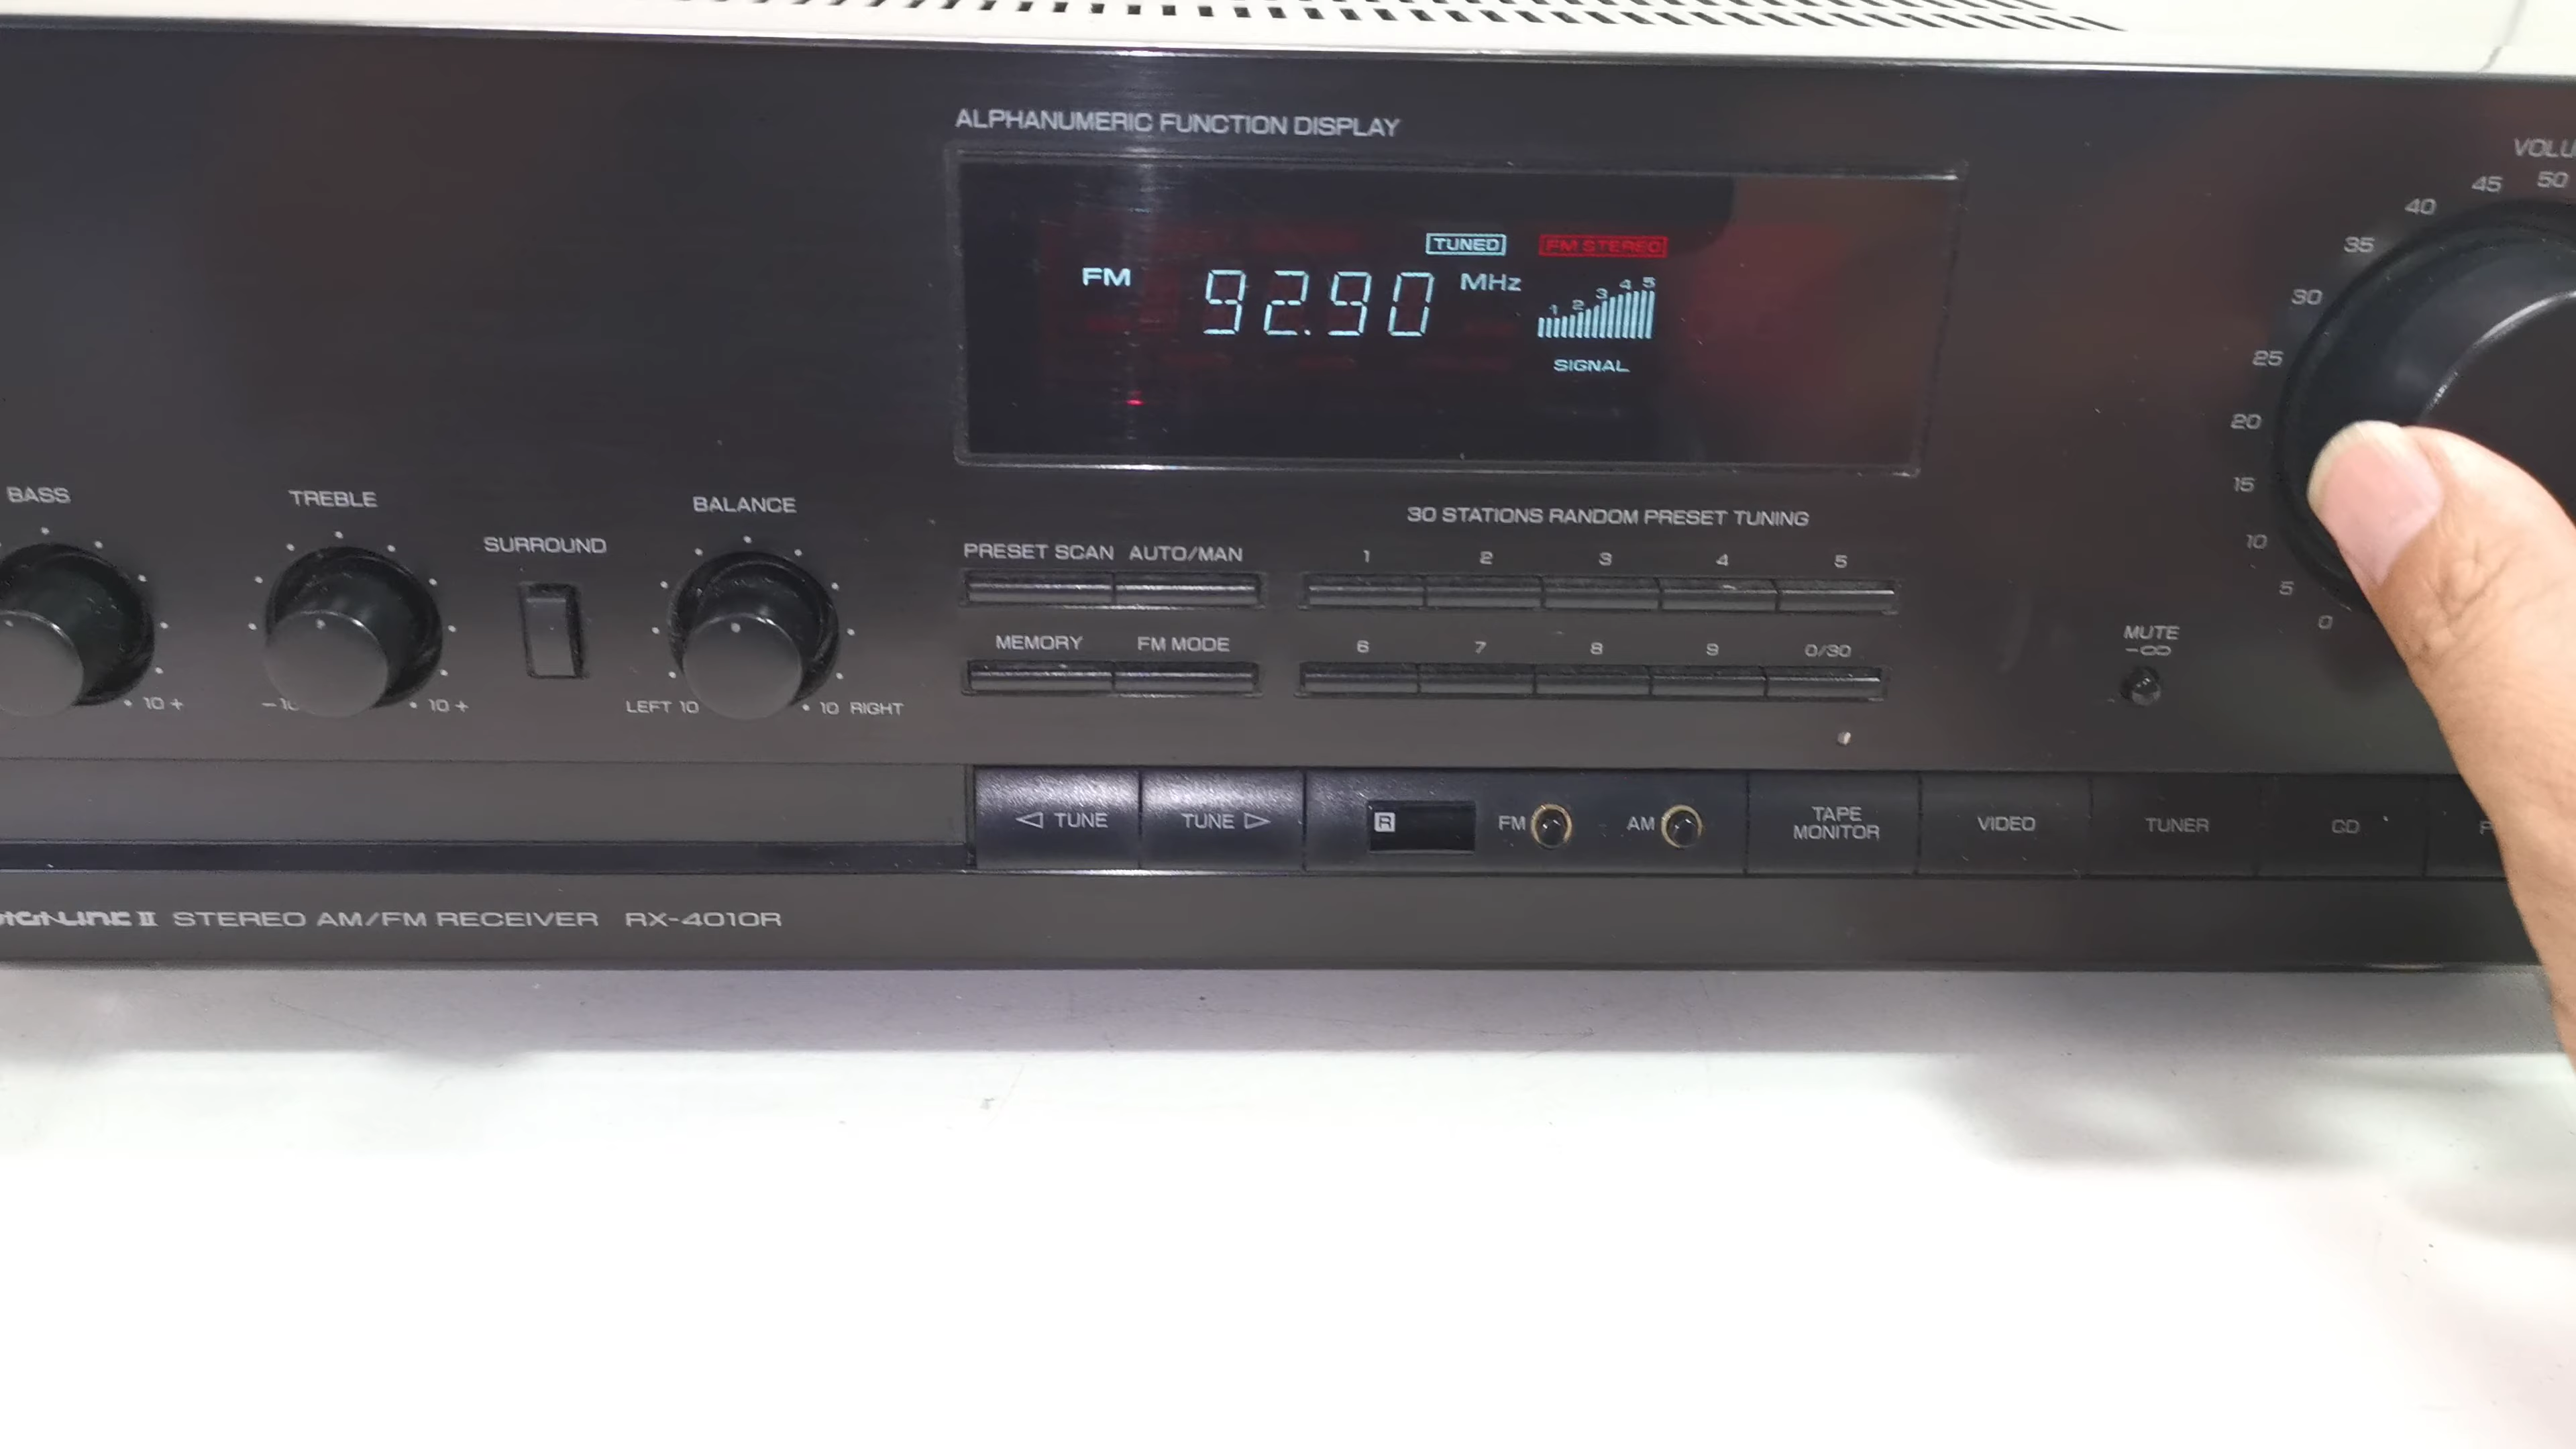 ALPHANUMERIC FUNCTION DISPLAY
TUNED FM STEREO
FM 92.90 MHz
1 2 3 4 5
SIGNAL
50
45
40
35
30
25
20
15
10
5
0
MUTE
-∞
BASS
10 +
TREBLE
10 +
SURROUND
BALANCE
LEFT 10 10 RIGHT
30 STATIONS RANDOM PRESET TUNING
PRESET SCAN AUTO/MAN 1 2 3 4 5
MEMORY FM MODE 6 7 8 9 0/30
◁ TUNE TUNE ▷ R FM AM
TAPE
MONITOR
VIDEO TUNER CD
II STEREO AM/FM RECEIVER RX-4010R